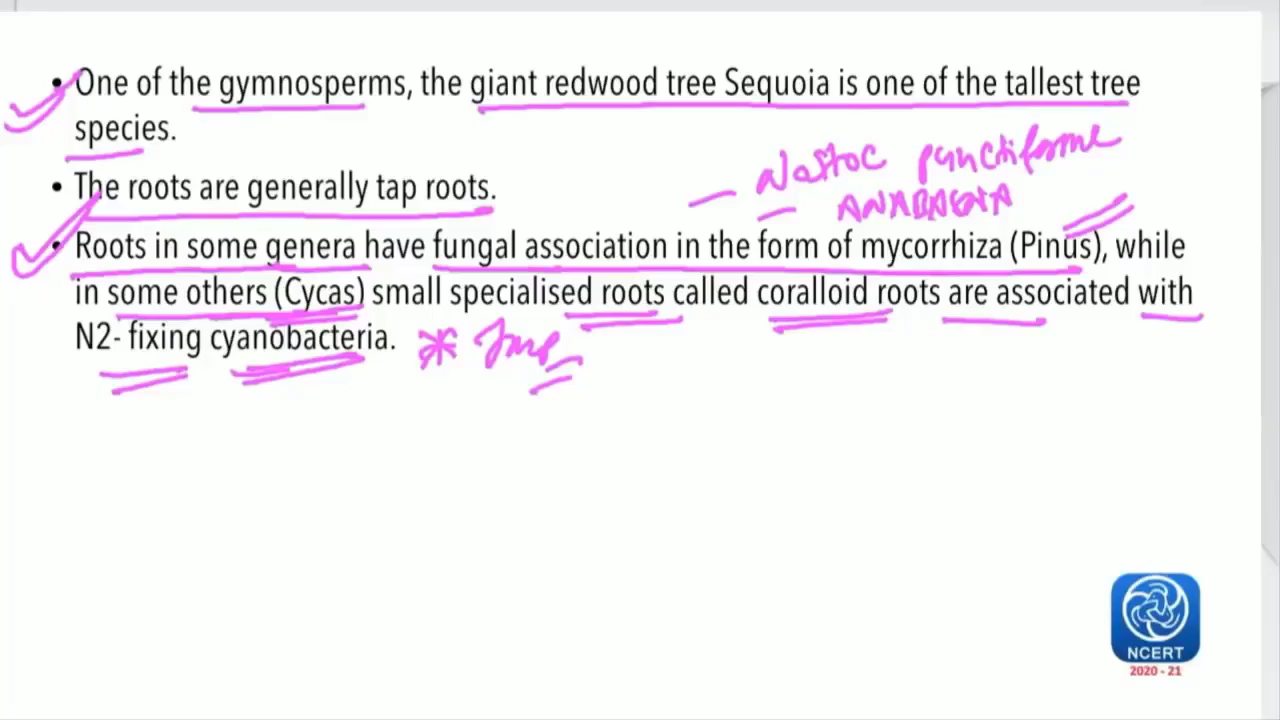 • One of the gymnosperms, the giant redwood tree Sequoia is one of the tallest tree
species.
• The roots are generally tap roots.
— Nostoc punctiforme
— ANABAENA
• Roots in some genera have fungal association in the form of mycorrhiza (Pinus), while
in some others (Cycas) small specialised roots called coralloid roots are associated with
N2- fixing cyanobacteria.
* Imp
NCERT
2020 - 21